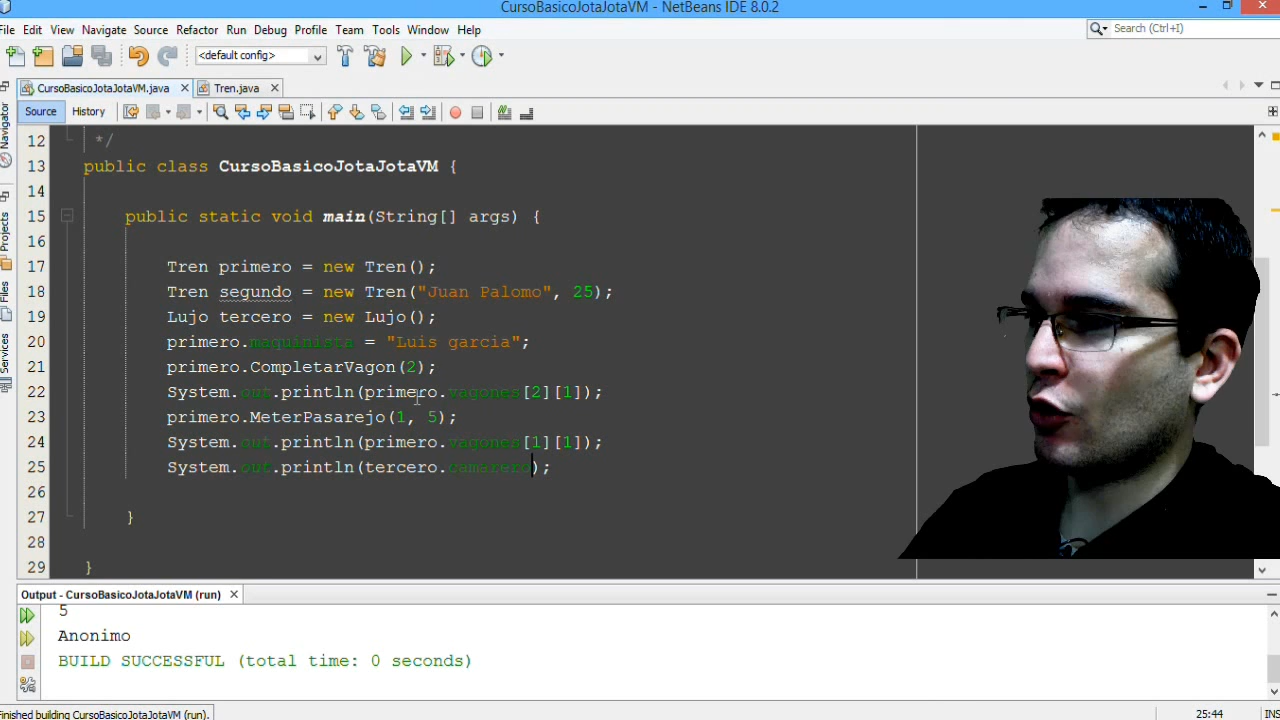 CursoBasicoJotaJotaVM - NetBeans IDE 8.0.2
File Edit View Navigate Source Refactor Run Debug Profile Team Tools Window Help
Search (Ctrl+I)
<default config>
CursoBasicoJotaJotaVM.java
Tren.java
Source History
Navigator
Projects
Files
Services
12 */
13 public class CursoBasicoJotaJotaVM {
14
15 public static void main(String[] args) {
16
17 Tren primero = new Tren();
18 Tren segundo = new Tren("Juan Palomo", 25);
19 Lujo tercero = new Lujo();
20 primero.maquinista = "Luis garcia";
21 primero.CompletarVagon(2);
22 System.out.println(primero.vagones[2][1]);
23 primero.MeterPasarejo(1, 5);
24 System.out.println(primero.vagones[1][1]);
25 System.out.println(tercero.camarero);
26
27 }
28
29 }
Output - CursoBasicoJotaJotaVM (run)
5
Anonimo
BUILD SUCCESSFUL (total time: 0 seconds)
Finished building CursoBasicoJotaJotaVM (run).
25:44
INS